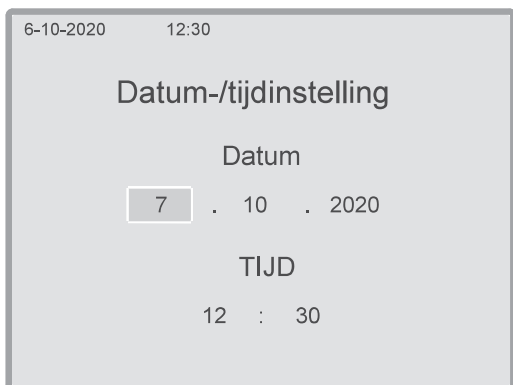 6-10-2020 12:30
Datum-/tijdinstelling
Datum
7 . 10 . 2020
TIJD
12 : 30